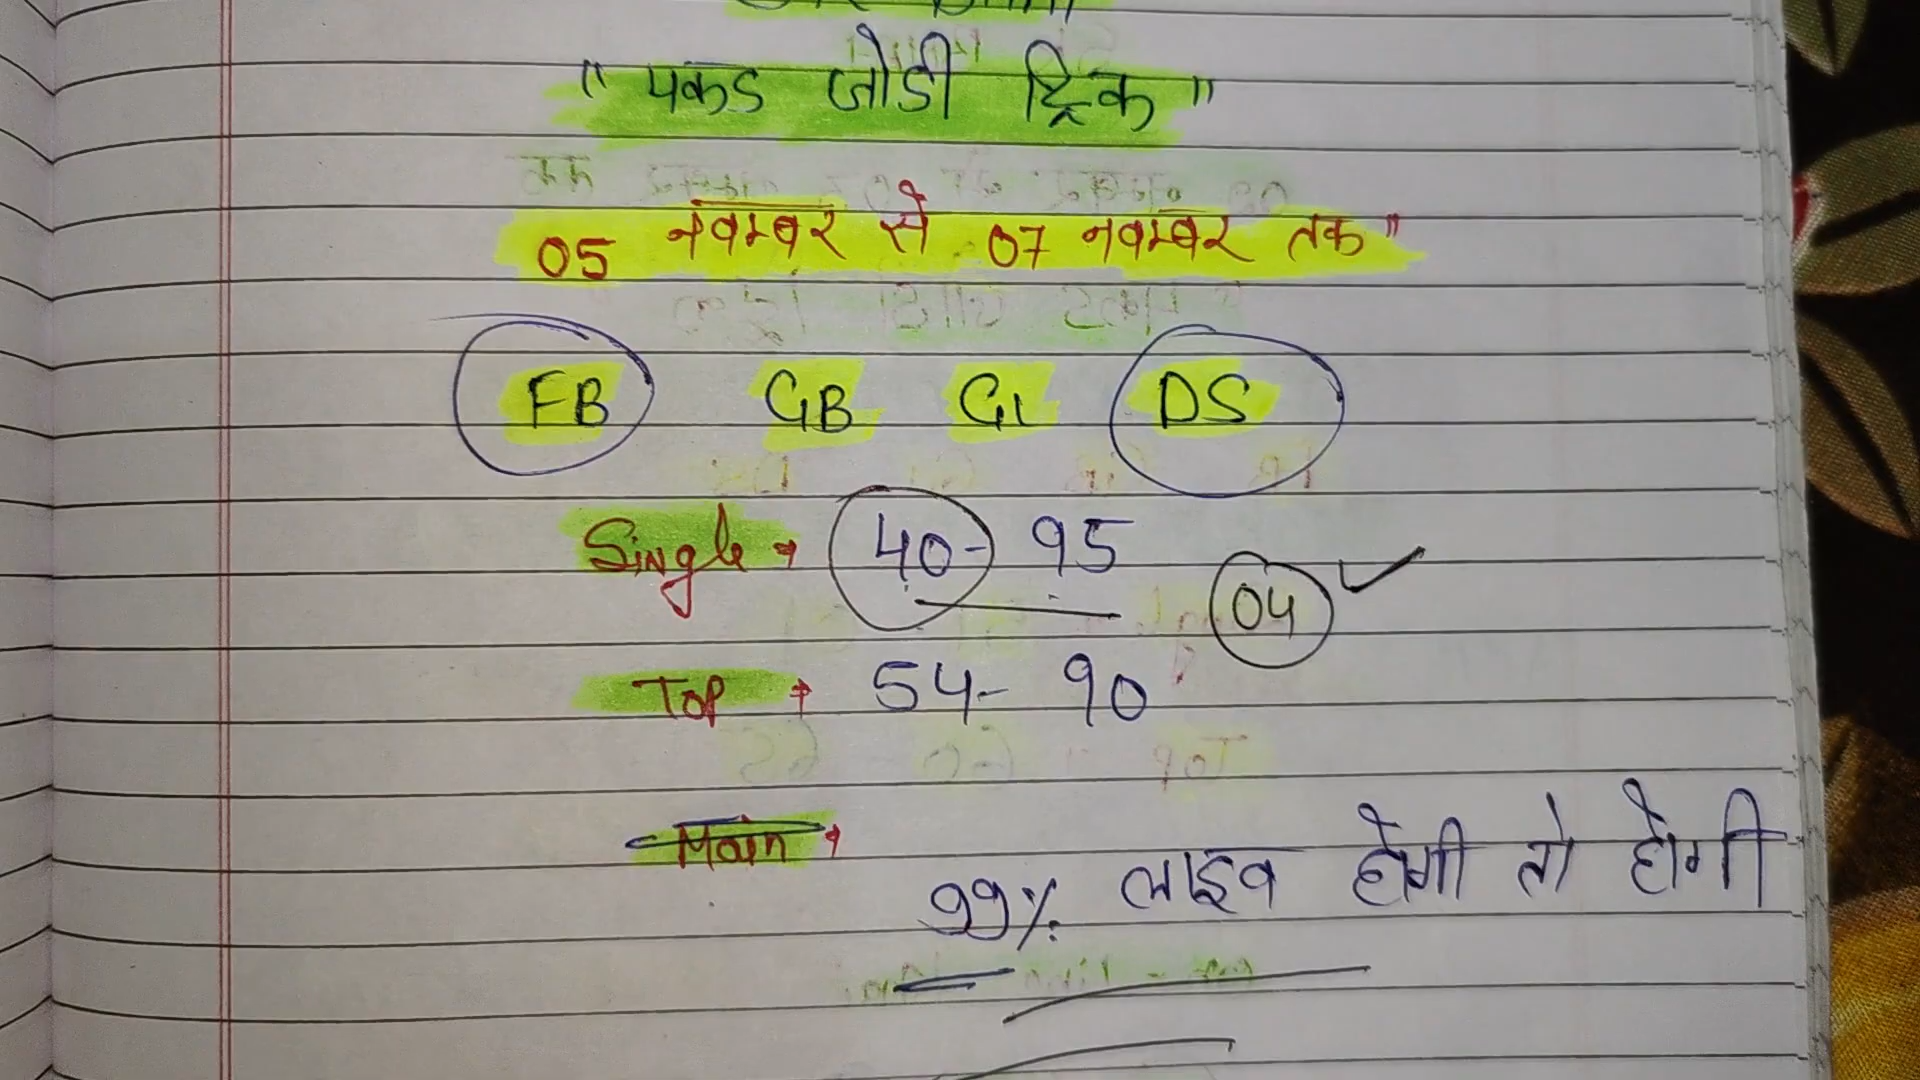 " पकड जोडी ट्रिक "
05 नवम्बर से 07 नवम्बर तक"
FB GB G1 DS
Single → 40- 95
04 ✓
Top → 54- 90
Main →
99% लाइव होगी तो होगी